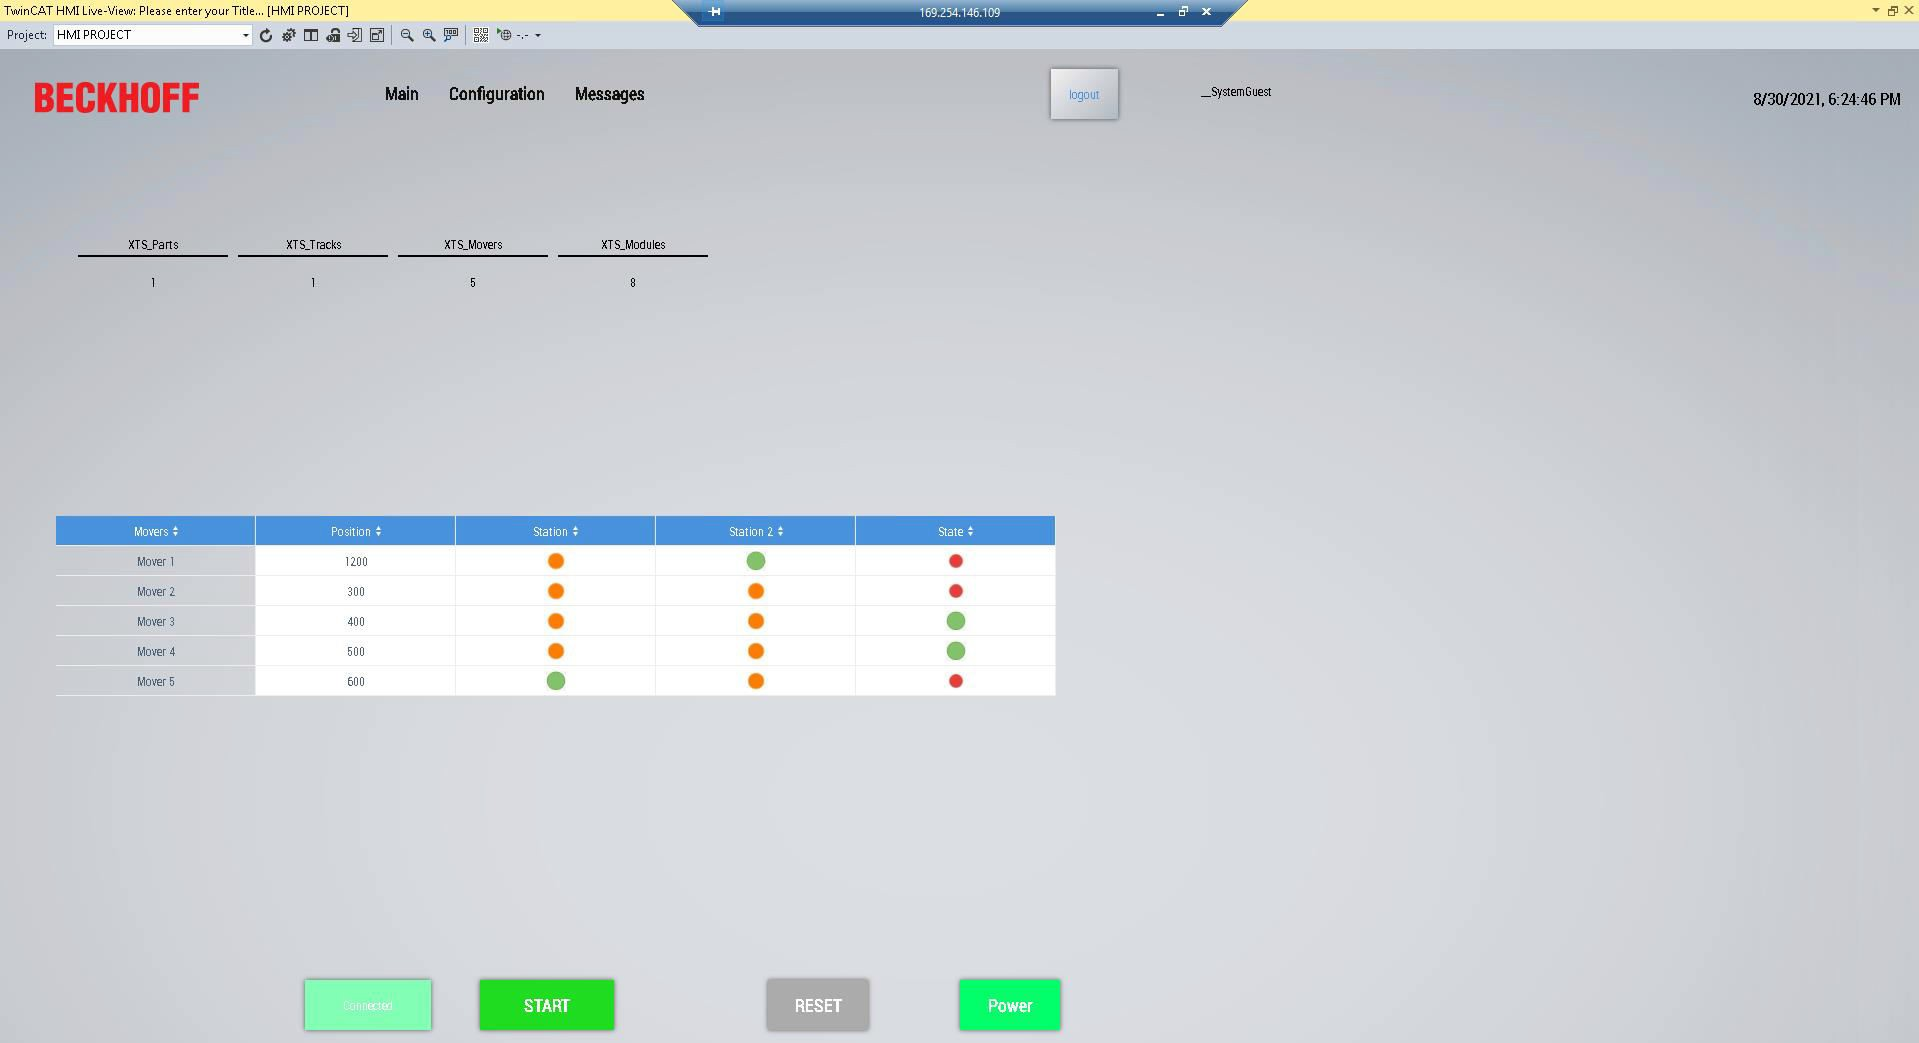 TwinCAT HMI Live-View: Please enter your Title... [HMI PROJECT]
169.254.146.109
Project: HMI PROJECT
-.-
BECKHOFF
Main Configuration Messages
logout
__SystemGuest
8/30/2021, 6:24:46 PM
XTS_Parts XTS_Tracks XTS_Movers XTS_Modules
1 1 5 8
Movers Position Station Station 2 State
Mover 1 1200
Mover 2 300
Mover 3 400
Mover 4 500
Mover 5 600
Connected START RESET Power